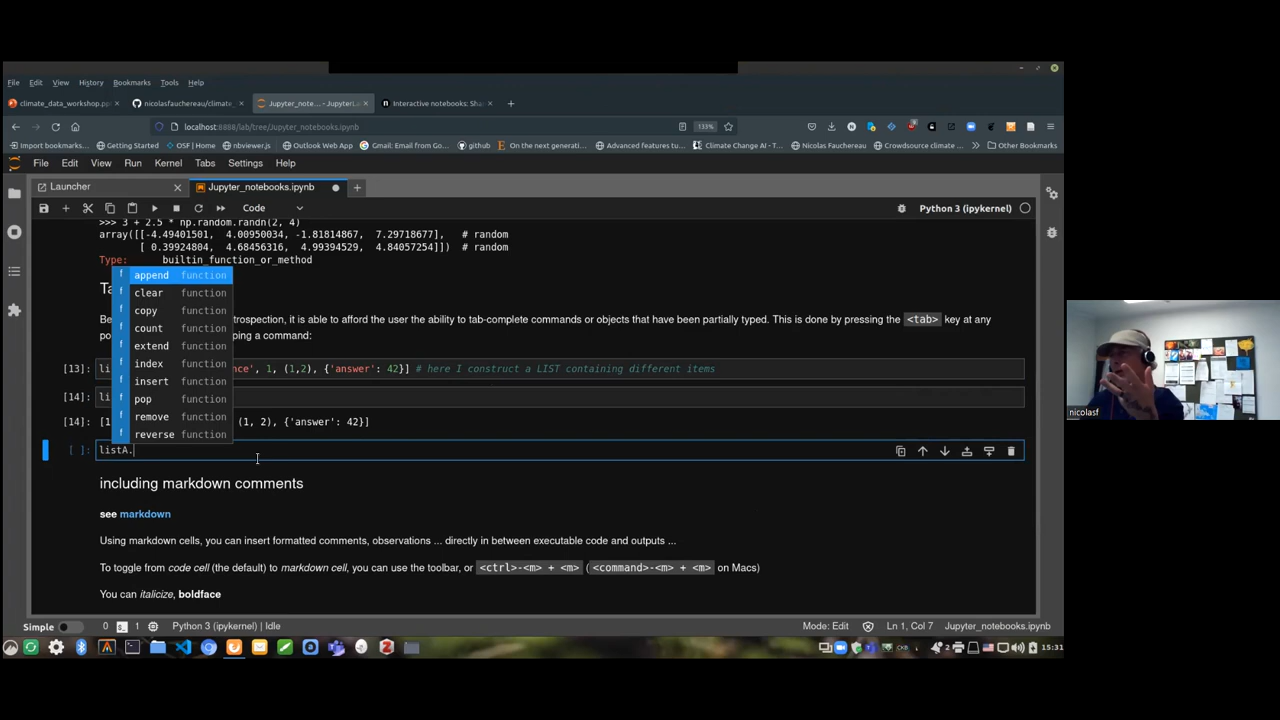 File Edit View History Bookmarks Tools Help
climate_data_workshop.pp
nicolasfauchereau/climate_
Jupyter_note... - JupyterL
Interactive notebooks: Sha
localhost:8888/lab/tree/Jupyter_notebooks.ipynb
133%
Import bookmarks...
Getting Started
OSF | Home
nbviewer.js
Outlook Web App
Gmail: Email from Go...
github
On the next generati...
Advanced features tu...
Climate Change AI - T...
Nicolas Fauchereau
Crowdsource climate ...
Other Bookmarks
File Edit View Run Kernel Tabs Settings Help
Launcher
Jupyter_notebooks.ipynb
Code
Python 3 (ipykernel)
>>> 3 + 2.5 * np.random.randn(2, 4)
array([[-4.49401501, 4.00950034, -1.81814867, 7.29718677], # random
[ 0.39924804, 4.68456316, 4.99394529, 4.84057254]]) # random
Type: builtin_function_or_method
append function
clear function
copy function
count function
extend function
index function
insert function
pop function
remove function
reverse function
trospection, it is able to afford the user the ability to tab-complete commands or objects that have been partially typed. This is done by pressing the <tab> key at any
ping a command:
[13]: nce', 1, (1,2), {'answer': 42}] # here I construct a LIST containing different items
[14]:
[14]: (1, 2), {'answer': 42}]
[ ]: listA.
including markdown comments
see markdown
Using markdown cells, you can insert formatted comments, observations ... directly in between executable code and outputs ...
To toggle from code cell (the default) to markdown cell, you can use the toolbar, or <ctrl>-<m> + <m> ( <command>-<m> + <m> on Macs)
You can italicize, boldface
Simple 0 1 Python 3 (ipykernel) | Idle
Mode: Edit Ln 1, Col 7 Jupyter_notebooks.ipynb
15:31
nicolasf